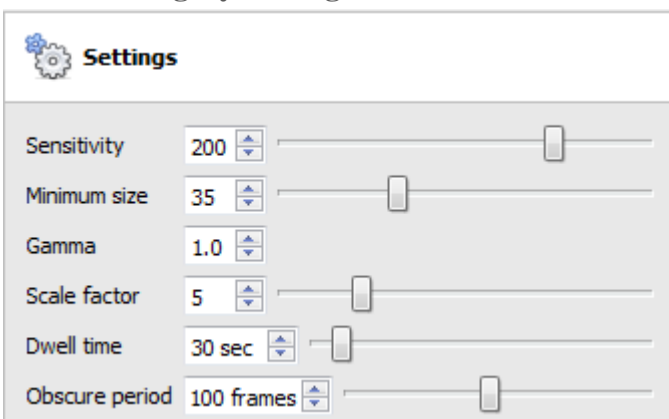 Settings
Sensitivity 200
Minimum size 35
Gamma 1.0
Scale factor 5
Dwell time 30 sec
Obscure period 100 frames